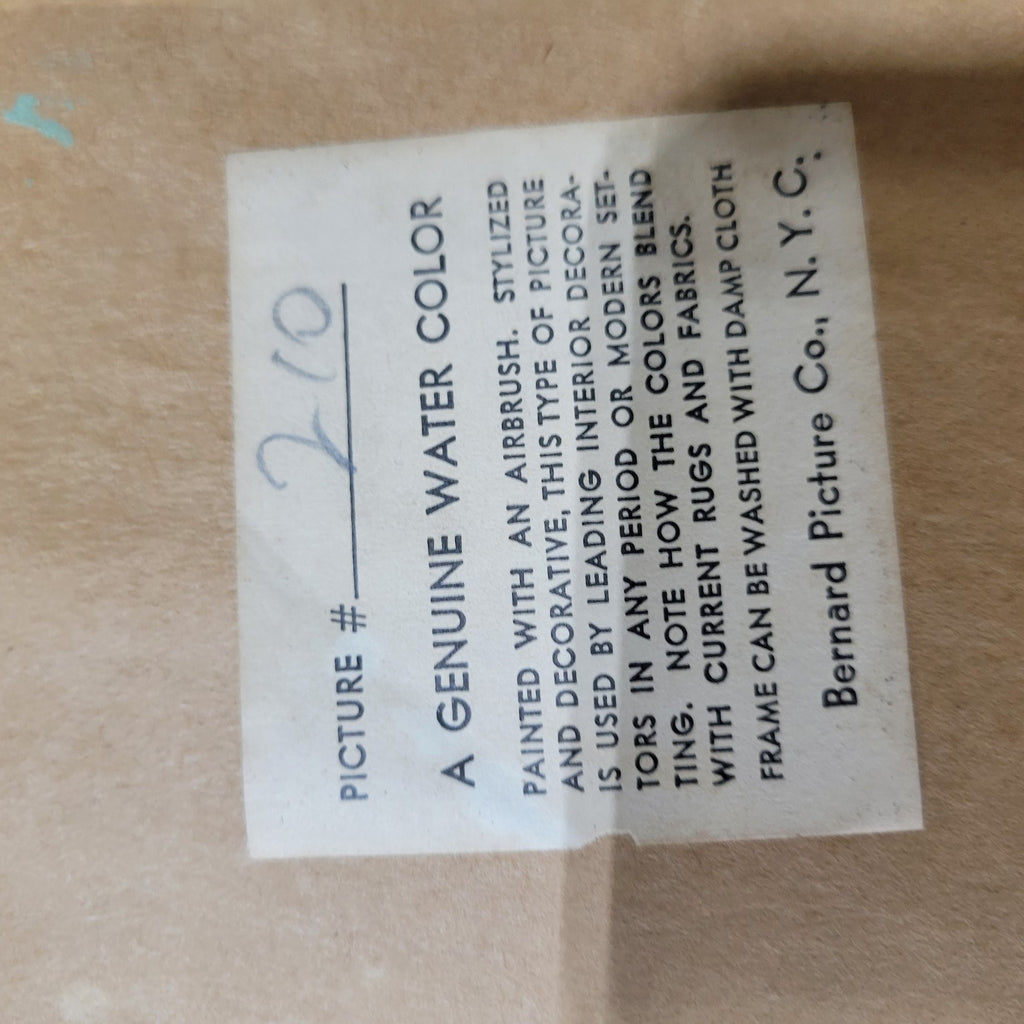 PICTURE # 210
A GENUINE WATER COLOR
PAINTED WITH AN AIRBRUSH. STYLIZED
AND DECORATIVE, THIS TYPE OF PICTURE
IS USED BY LEADING INTERIOR DECORA-
TORS IN ANY PERIOD OR MODERN SET-
TING. NOTE HOW THE COLORS BLEND
WITH CURRENT RUGS AND FABRICS.
FRAME CAN BE WASHED WITH DAMP CLOTH
Bernard Picture Co., N. Y. C.